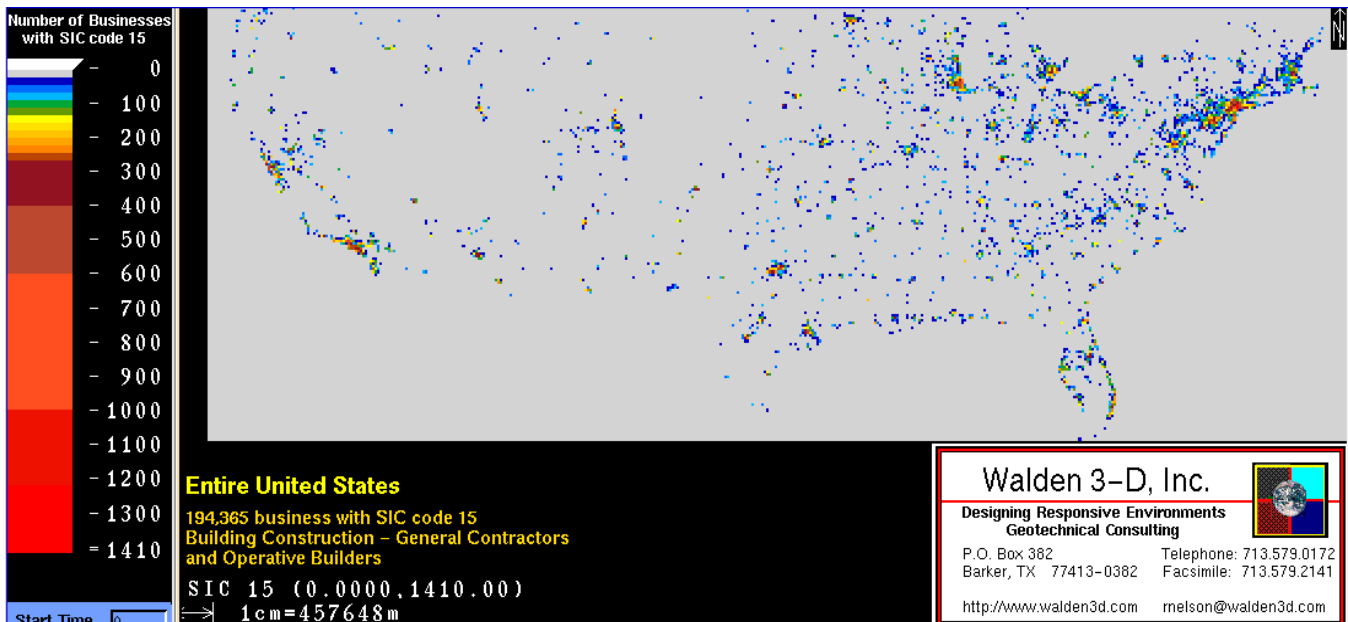 Number of Businesses
with SIC code 15
- 0
- 100
- 200
- 300
- 400
- 500
- 600
- 700
- 800
- 900
- 1000
- 1100
- 1200
- 1300
= 1410
N
Entire United States
194,365 business with SIC code 15
Building Construction – General Contractors
and Operative Builders
SIC 15 (0.0000,1410.00)
1cm=457648m
Start Time 0
Walden 3-D, Inc.
Designing Responsive Environments
Geotechnical Consulting
P.O. Box 382 Telephone: 713.579.0172
Barker, TX 77413-0382 Facsimile: 713.579.2141
http://www.walden3d.com rnelson@walden3d.com